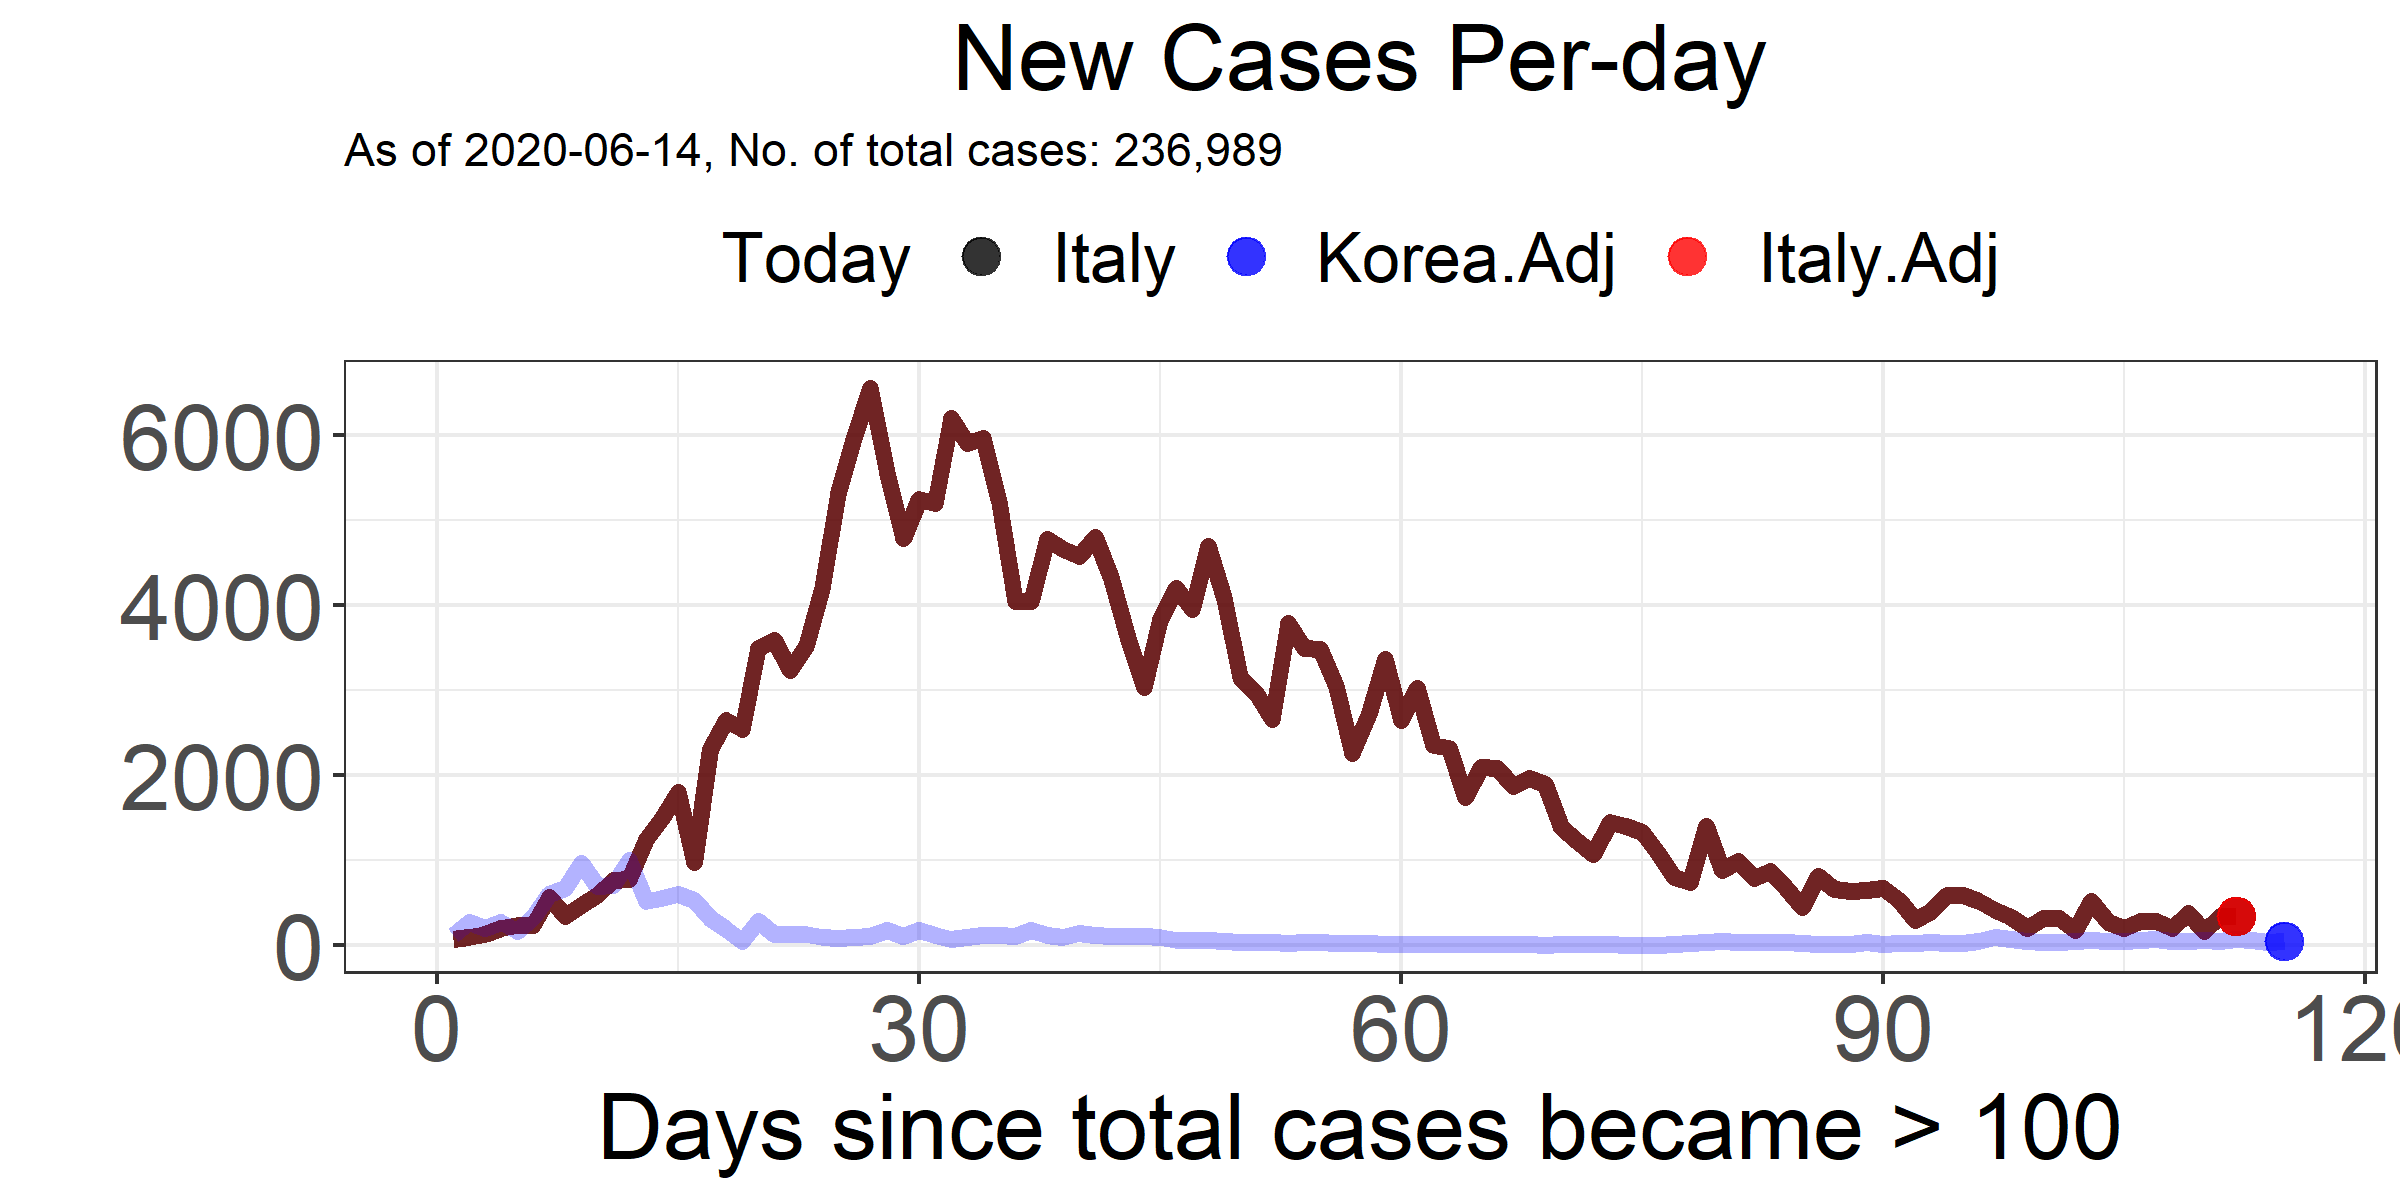 New Cases Per-day
As of 2020-06-14, No. of total cases: 236,989
Today Italy Korea.Adj Italy.Adj
6000
4000
2000
0
0 30 60 90 120
Days since total cases became > 100